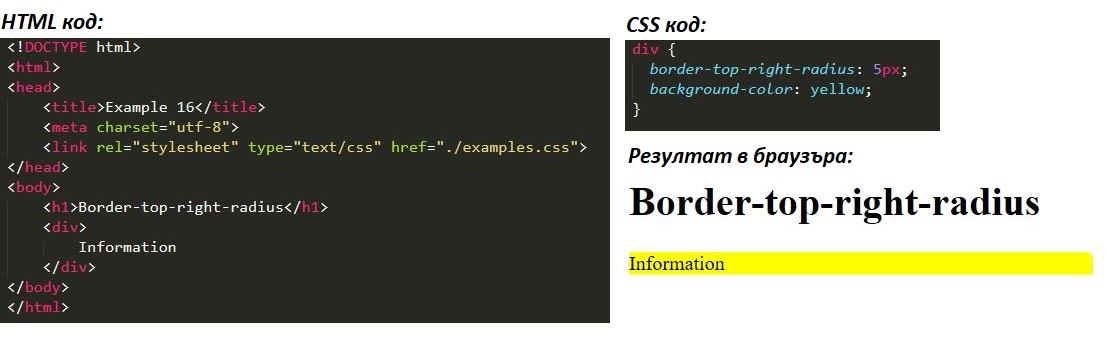 HTML код:
<!DOCTYPE html>
<html>
<head>
    <title>Example 16</title>
    <meta charset="utf-8">
    <link rel="stylesheet" type="text/css" href="./examples.css">
</head>
<body>
    <h1>Border-top-right-radius</h1>
    <div>
        Information
    </div>
</body>
</html>
CSS код:
div {
  border-top-right-radius: 5px;
  background-color: yellow;
}
Резултат в браузъра:
Border-top-right-radius
Information